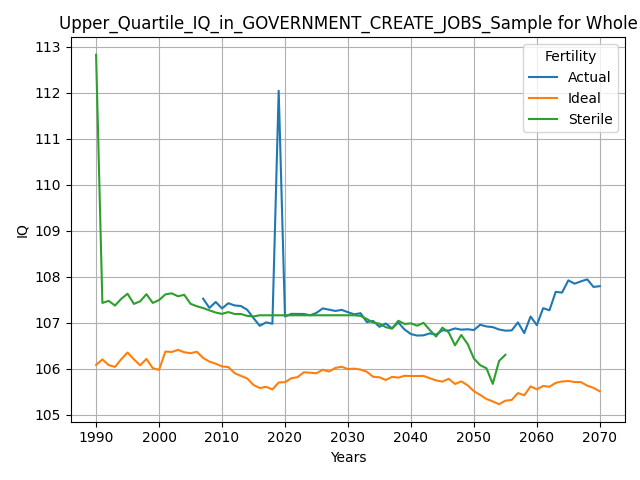 Upper_Quartile_IQ_in_GOVERNMENT_CREATE_JOBS_Sample for Whole
Fertility
Actual
Ideal
Sterile
113
112
111
110
109
108
107
106
105
IQ
1990 2000 2010 2020 2030 2040 2050 2060 2070
Years